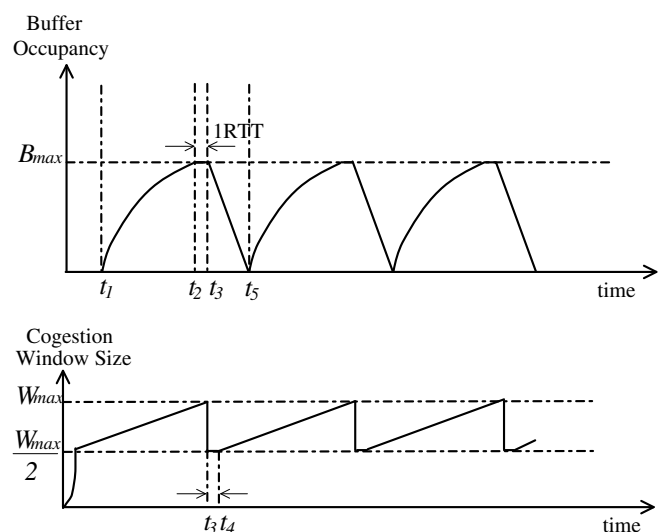 Buffer
Occupancy
1RTT
Bmax
t1
t2
t3
t5
time
Cogestion
Window Size
Wmax
Wmax
2
t3
t4
time